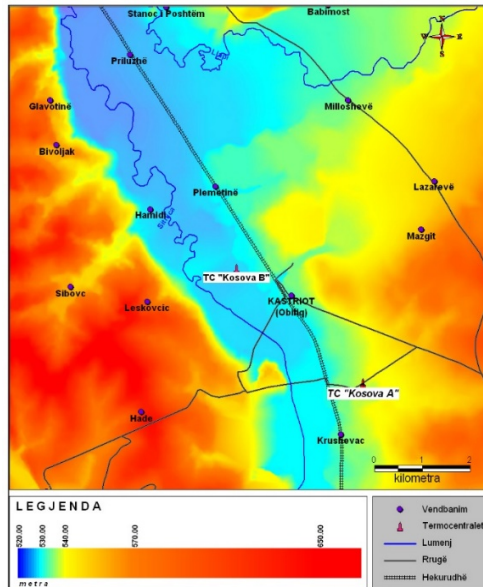 Stanoc i Poshtëm
Babimost
N
Llapi
Priluzhë
V
S
Glavotinë
Milloshevë
Bivoljak
Lazarevë
Plemetinë
Hamidi
Mazgit
TC "Kosova B"
Sibovc
KASTRIOT
(Obiliq)
Leskovcic
TC "Kosova A"
Hade
Krushevac
0 1 2
kilometra
LEGJENDA
520.00
530.00
540.00
570.00
650.00
metra
Vendbanim
Termocentralet
Lumenj
Rrugë
Hekurudhë